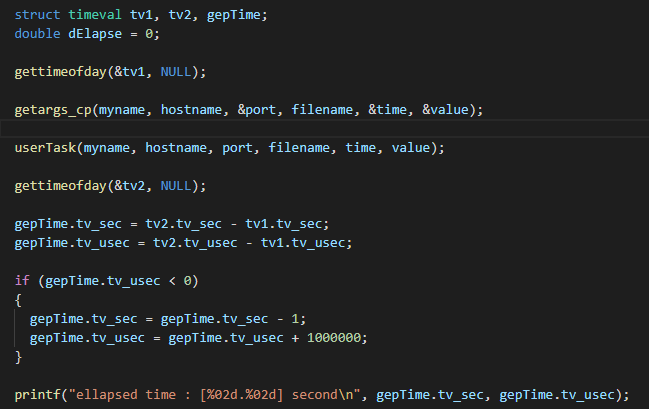 struct timeval tv1, tv2, gepTime;
double dElapse = 0;
gettimeofday(&tv1, NULL);
getargs_cp(myname, hostname, &port, filename, &time, &value);
userTask(myname, hostname, port, filename, time, value);
gettimeofday(&tv2, NULL);
gepTime.tv_sec = tv2.tv_sec - tv1.tv_sec;
gepTime.tv_usec = tv2.tv_usec - tv1.tv_usec;
if (gepTime.tv_usec < 0)
{
gepTime.tv_sec = gepTime.tv_sec - 1;
gepTime.tv_usec = gepTime.tv_usec + 1000000;
}
printf("ellapsed time : [%02d.%02d] second\n", gepTime.tv_sec, gepTime.tv_usec);